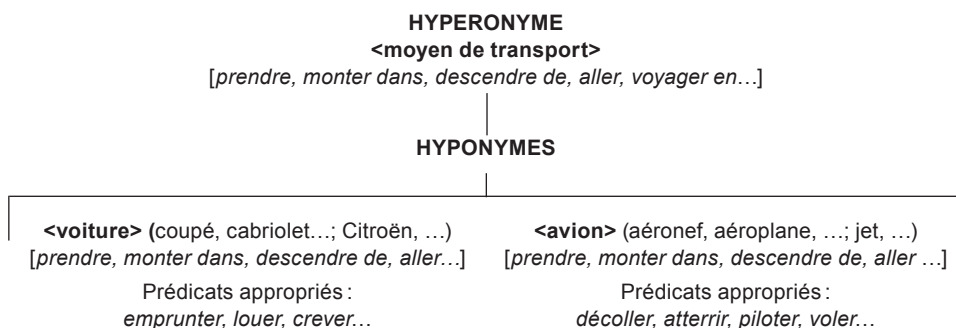 HYPERONYME
<moyen de transport>
[prendre, monter dans, descendre de, aller, voyager en…]
HYPONYMES
<voiture> (coupé, cabriolet…; Citroën, …)
[prendre, monter dans, descendre de, aller…]
Prédicats appropriés :
emprunter, louer, crever…
<avion> (aéronef, aéroplane, …; jet, …)
[prendre, monter dans, descendre de, aller …]
Prédicats appropriés :
décoller, atterrir, piloter, voler…